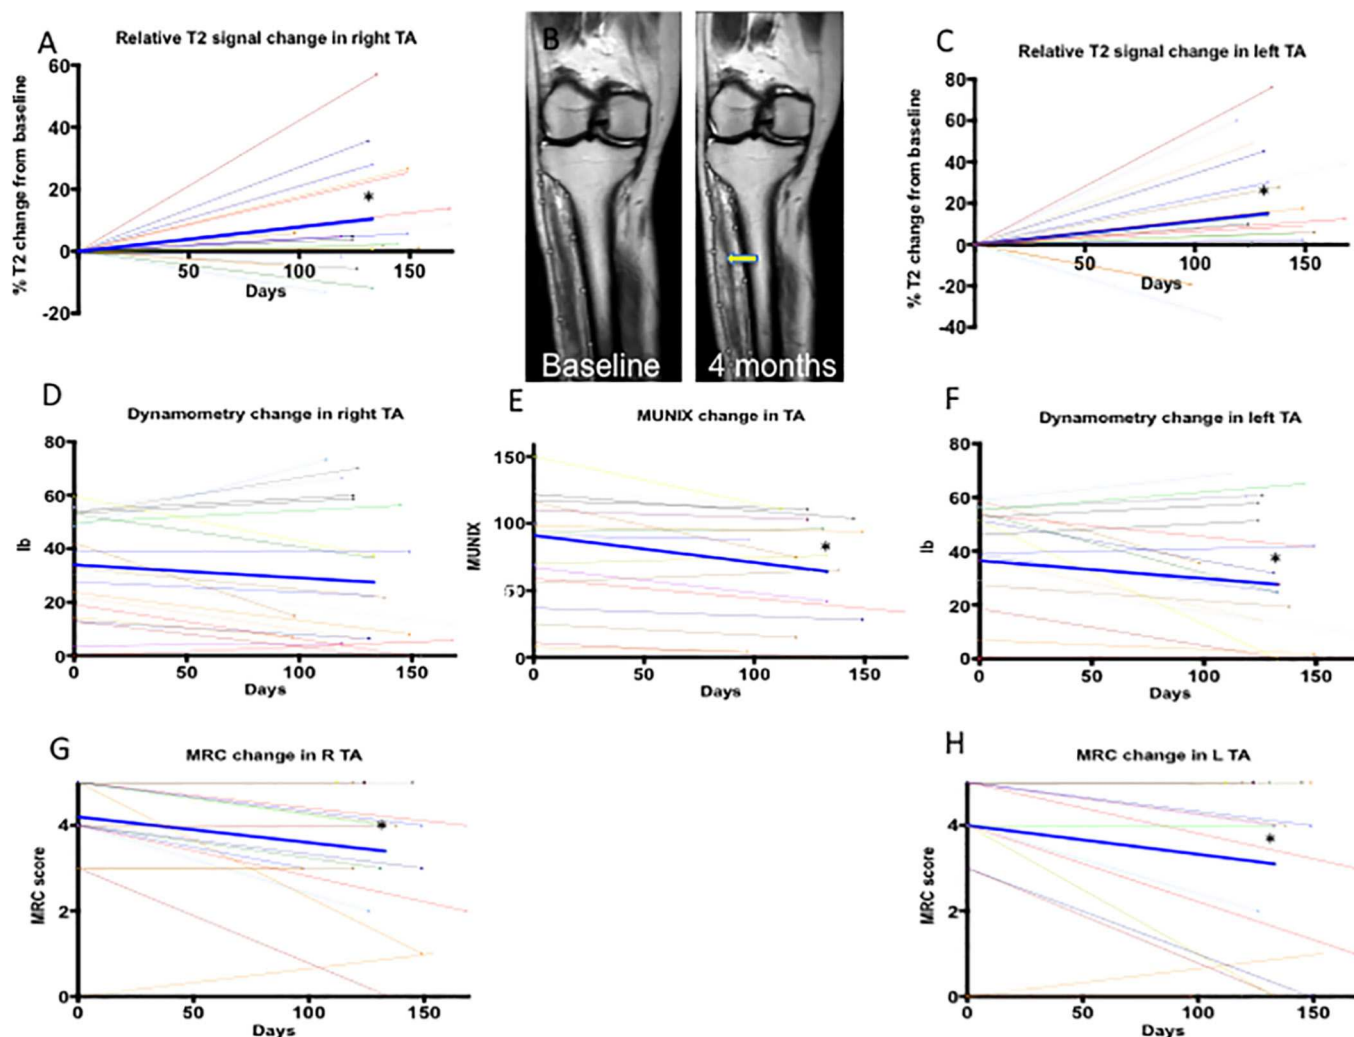 A
Relative T2 signal change in right TA
% T2 change from baseline
60
40
20
0
-20
50
100
150
Days
*
B
Baseline
4 months
C
Relative T2 signal change in left TA
% T2 change from baseline
80
60
40
20
0
-20
-40
50
100
150
Days
*
D
Dynamometry change in right TA
lb
80
60
40
20
0
0
50
100
150
Days
E
MUNIX change in TA
MUNIX
150
100
50
0
0
50
100
150
Days
*
F
Dynamometry change in left TA
lb
80
60
40
20
0
0
50
100
150
Days
*
G
MRC change in R TA
MRC score
4
2
0
0
50
100
150
Days
*
H
MRC change in L TA
MRC score
4
2
0
0
50
100
150
Days
*